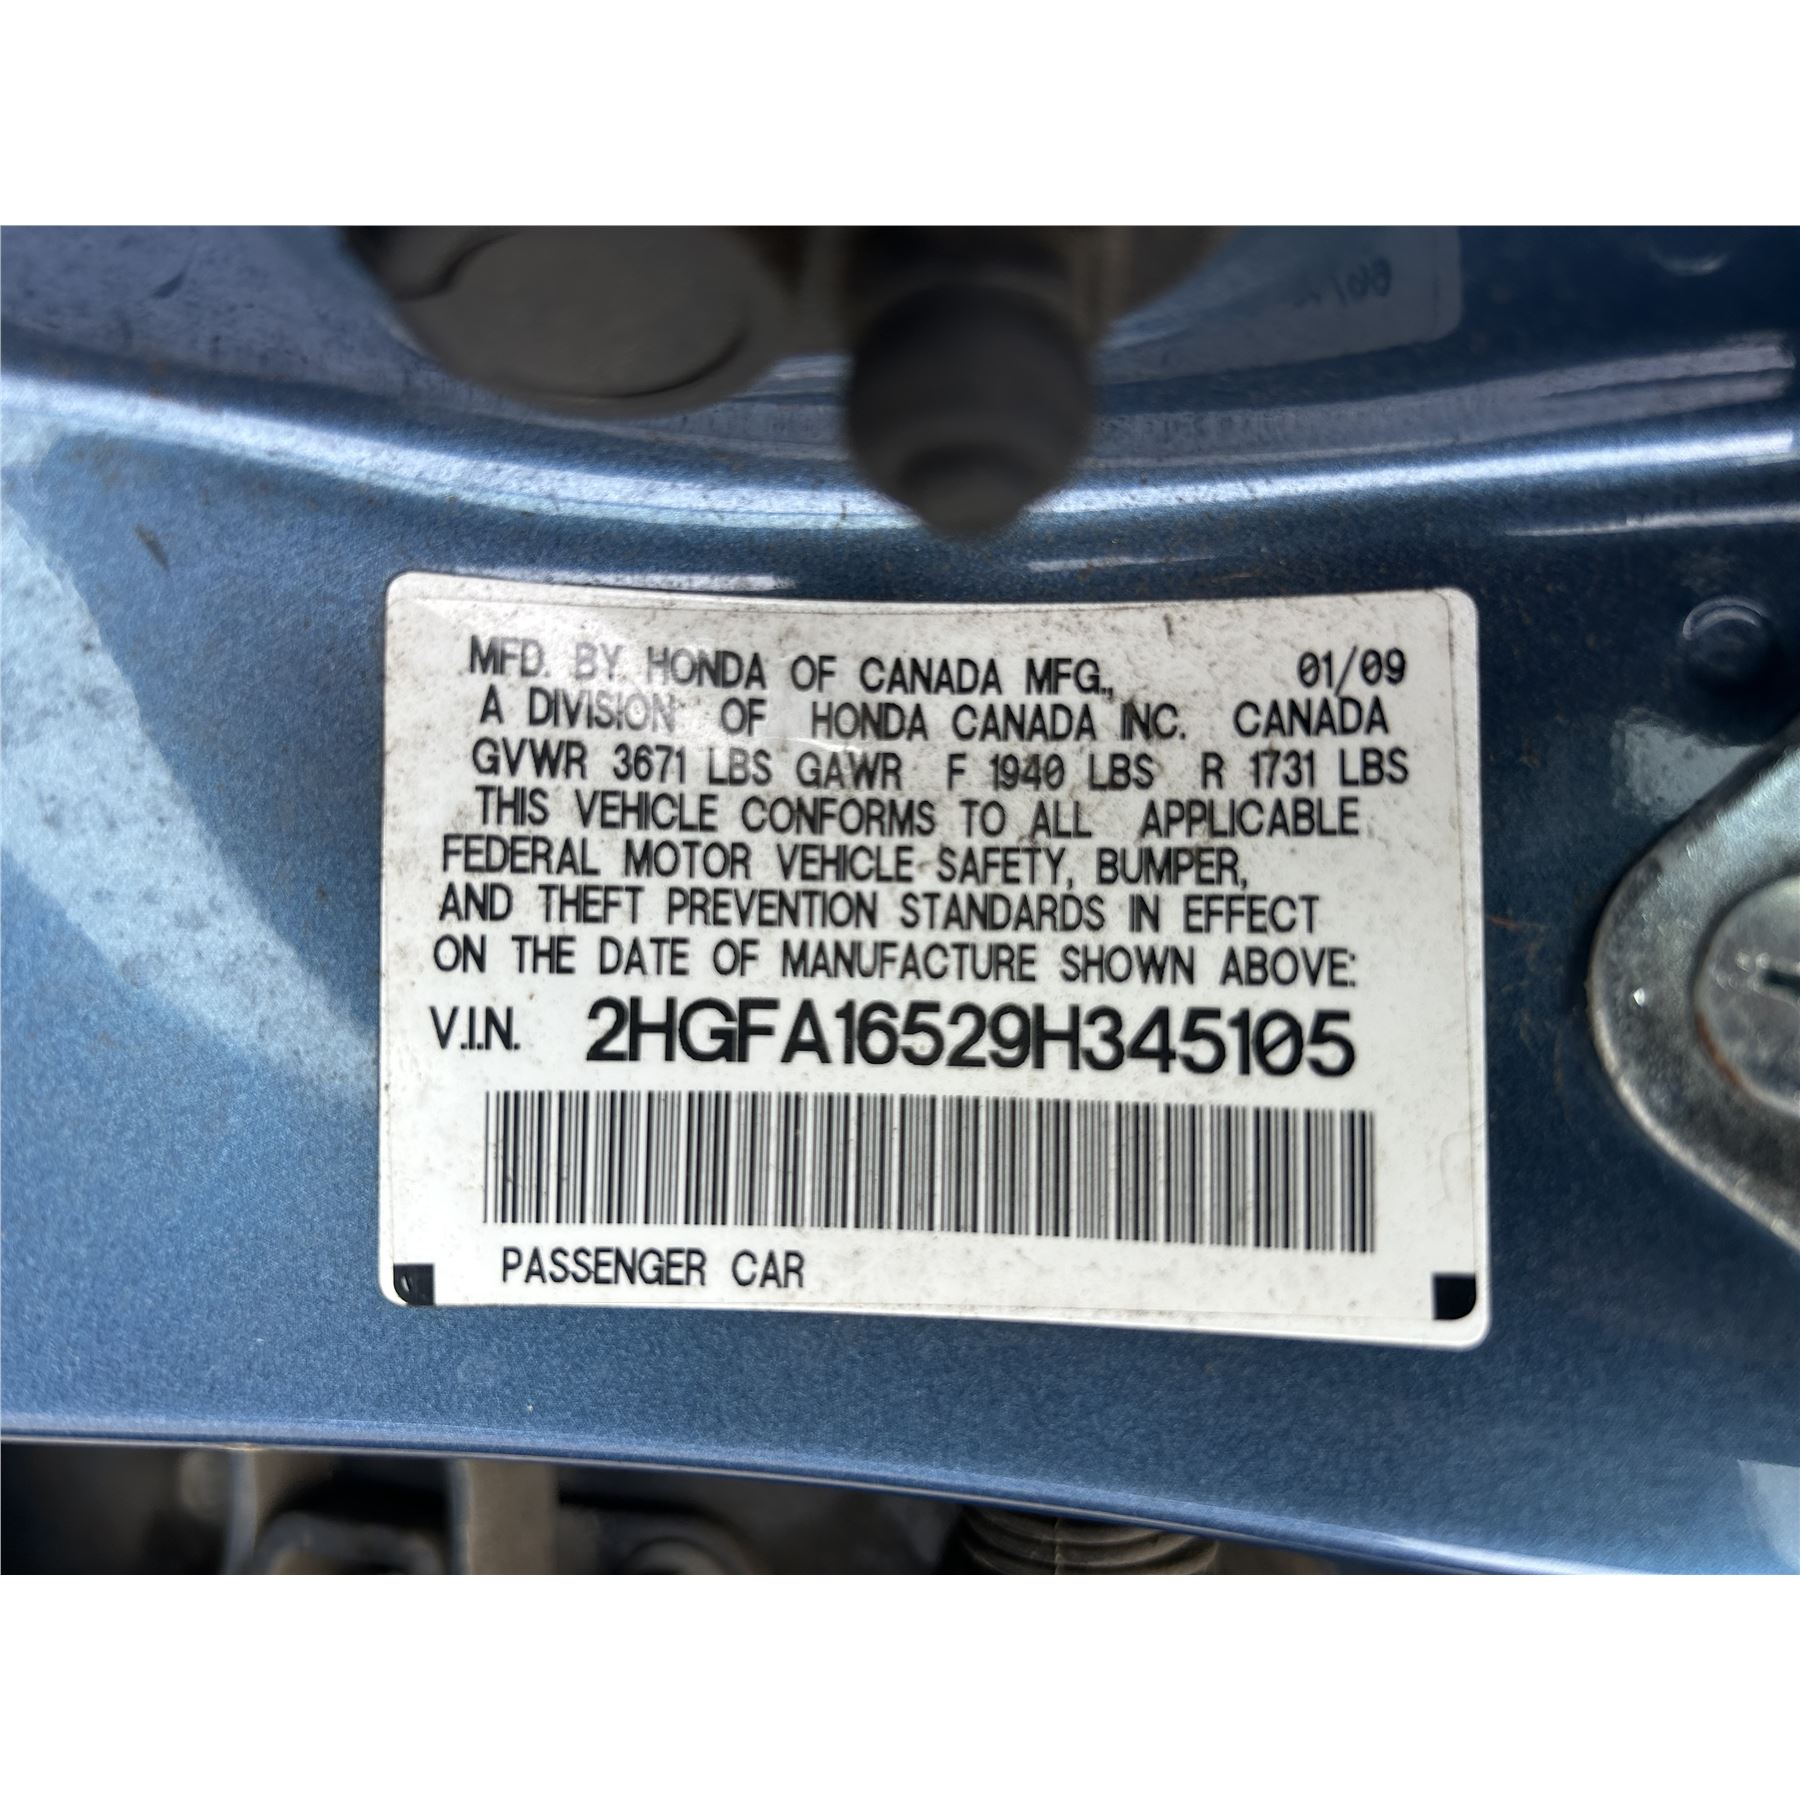 MFD. BY HONDA OF CANADA MFG., 01/09
A DIVISION OF HONDA CANADA INC. CANADA
GVWR 3671 LBS GAWR F 1940 LBS R 1731 LBS
THIS VEHICLE CONFORMS TO ALL APPLICABLE
FEDERAL MOTOR VEHICLE SAFETY, BUMPER,
AND THEFT PREVENTION STANDARDS IN EFFECT
ON THE DATE OF MANUFACTURE SHOWN ABOVE:
V.I.N. 2HGFA16529H345105
PASSENGER CAR